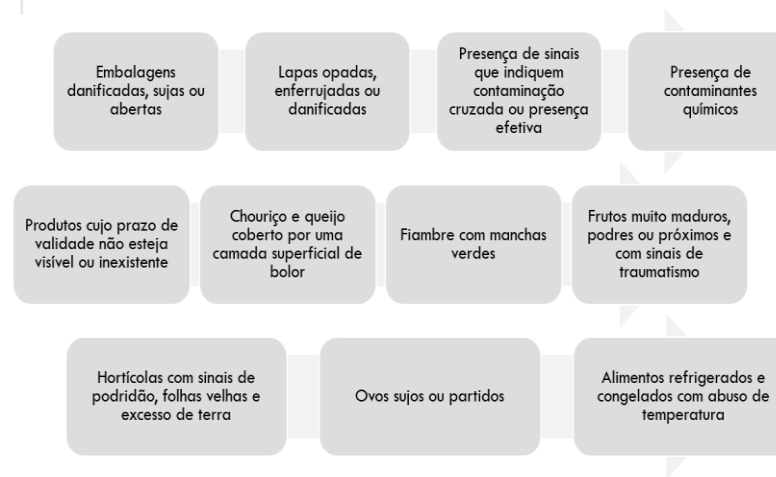 Embalagens
danificadas, sujas ou
abertas
Lapas opadas,
enferrujadas ou
danificadas
Presença de sinais
que indiquem
contaminação
cruzada ou presença
efetiva
Presença de
contaminantes
químicos
Produtos cujo prazo de
validade não esteja
visível ou inexistente
Chouriço e queijo
coberto por uma
camada superficial de
bolor
Fiambre com manchas
verdes
Frutos muito maduros,
podres ou próximos e
com sinais de
traumatismo
Hortícolas com sinais de
podridão, folhas velhas e
excesso de terra
Ovos sujos ou partidos
Alimentos refrigerados e
congelados com abuso de
temperatura